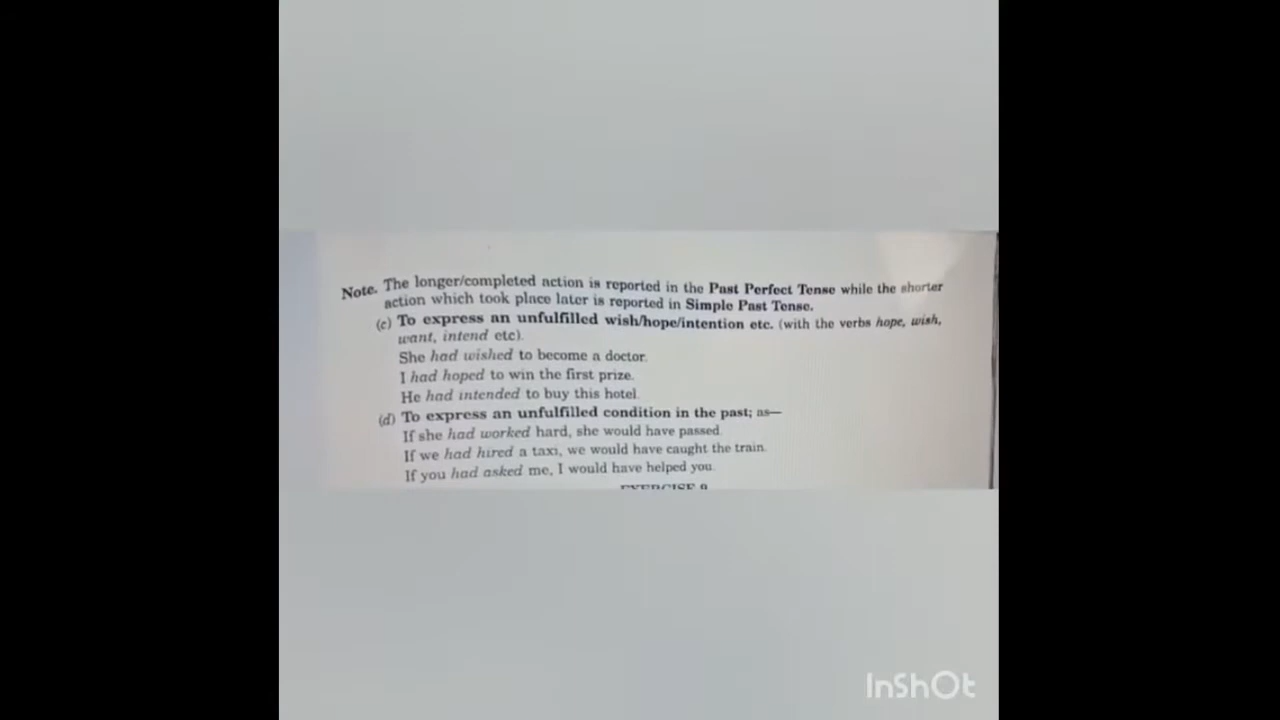 Note. The longer/completed action is reported in the Past Perfect Tense while the shorter
action which took place later is reported in Simple Past Tense.
(c) To express an unfulfilled wish/hope/intention etc. (with the verbs hope, wish,
want, intend etc).
She had wished to become a doctor.
I had hoped to win the first prize.
He had intended to buy this hotel.
(d) To express an unfulfilled condition in the past; as—
If she had worked hard, she would have passed.
If we had hired a taxi, we would have caught the train.
If you had asked me, I would have helped you.
EXERCISE 9
InShOt